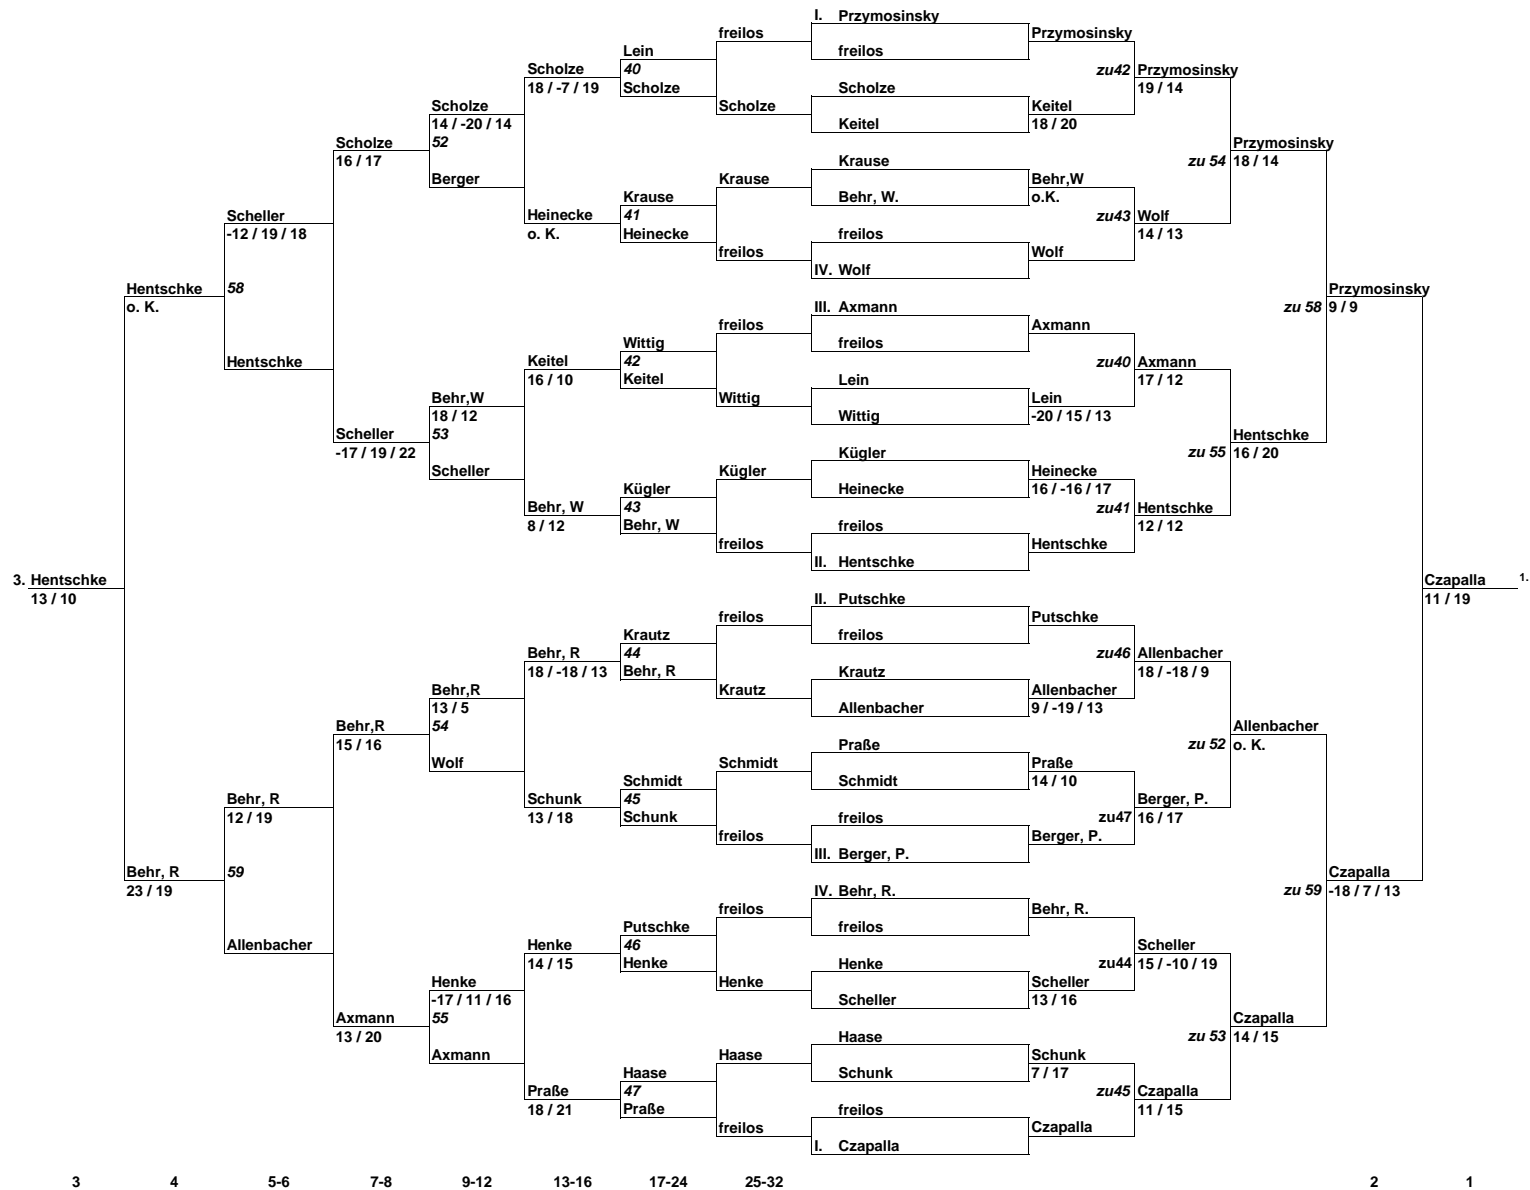 I. Przymosinsky
freilos Przymosinsky
Lein freilos
Scholze 40 zu42 Przymosinsky
18 / -7 / 19 Scholze Scholze 19 / 14
Scholze Scholze Keitel
14 / -20 / 14 Keitel 18 / 20
Scholze 52 Przymosinsky
16 / 17 Krause zu 54 18 / 14
Berger Krause Behr,W
Krause Behr, W. o.K.
Scheller Heinecke 41 zu43 Wolf
-12 / 19 / 18 o. K. Heinecke freilos 14 / 13
freilos Wolf
IV. Wolf
Hentschke 58 Przymosinsky
o. K. III. Axmann zu 58 9 / 9
freilos Axmann
Wittig freilos
Hentschke Keitel 42 zu40 Axmann
16 / 10 Keitel Lein 17 / 12
Behr,W Wittig Lein
18 / 12 Wittig -20 / 15 / 13
Scheller 53 Hentschke
-17 / 19 / 22 Kügler zu 55 16 / 20
Scheller Kügler Heinecke
Kügler Heinecke 16 / -16 / 17
Behr, W 43 zu41 Hentschke
8 / 12 Behr, W freilos 12 / 12
freilos Hentschke
II. Hentschke
3. Hentschke Czapalla 1.
13 / 10 II. Putschke 11 / 19
freilos Putschke
Krautz freilos
Behr, R 44 zu46 Allenbacher
18 / -18 / 13 Behr, R Krautz 18 / -18 / 9
Behr,R Krautz Allenbacher
13 / 5 Allenbacher 9 / -19 / 13
Behr,R 54 Allenbacher
15 / 16 Praße zu 52 o. K.
Wolf Schmidt Praße
Schmidt Schmidt 14 / 10
Behr, R Schunk 45 Berger, P.
12 / 19 13 / 18 Schunk freilos zu47 16 / 17
freilos Berger, P.
III. Berger, P.
Behr, R 59 Czapalla
23 / 19 IV. Behr, R. zu 59 -18 / 7 / 13
freilos Behr, R.
Putschke freilos
Allenbacher Henke 46 Scheller
14 / 15 Henke Henke zu44 15 / -10 / 19
Henke Henke Scheller
-17 / 11 / 16 Scheller 13 / 16
Axmann 55 Czapalla
13 / 20 Haase zu 53 14 / 15
Axmann Haase Schunk
Haase Schunk 7 / 17
Praße 47 zu45 Czapalla
18 / 21 Praße freilos 11 / 15
freilos Czapalla
I. Czapalla
3 4 5-6 7-8 9-12 13-16 17-24 25-32 2 1